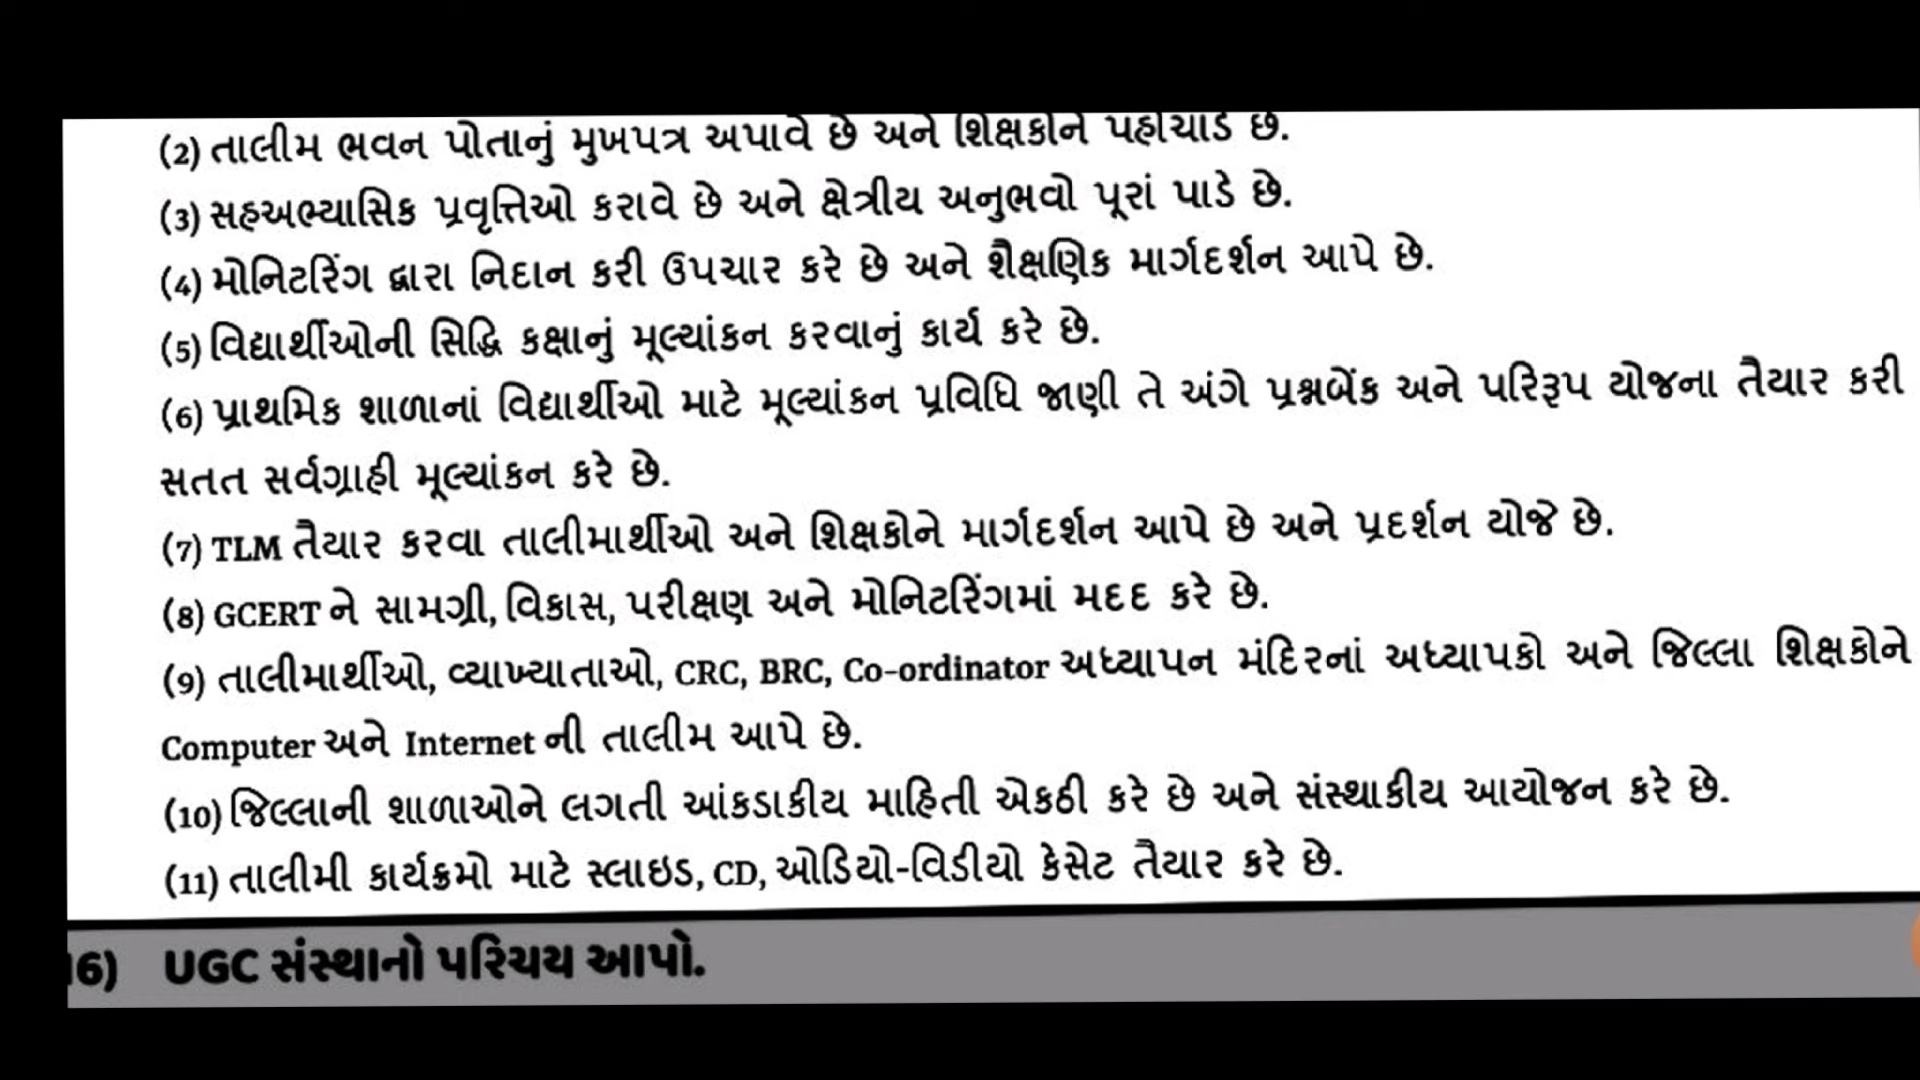 (2) તાલીમ ભવન પોતાનું મુખપત્ર અપાવે છે અને શિક્ષકોને પહોંચાડે છે.
(3) સહઅભ્યાસિક પ્રવૃત્તિઓ કરાવે છે અને ક્ષેત્રીય અનુભવો પૂરાં પાડે છે.
(4) મોનિટરિંગ દ્વારા નિદાન કરી ઉપચાર કરે છે અને શૈક્ષણિક માર્ગદર્શન આપે છે.
(5) વિદ્યાર્થીઓની સિદ્ધિ કક્ષાનું મૂલ્યાંકન કરવાનું કાર્ય કરે છે.
(6) પ્રાથમિક શાળાનાં વિદ્યાર્થીઓ માટે મૂલ્યાંકન પ્રવિધિ જાણી તે અંગે પ્રશ્નબેંક અને પરિરૂપ યોજના તૈયાર કરી
સતત સર્વગ્રાહી મૂલ્યાંકન કરે છે.
(7) TLM તૈયાર કરવા તાલીમાર્થીઓ અને શિક્ષકોને માર્ગદર્શન આપે છે અને પ્રદર્શન યોજે છે.
(8) GCERT ને સામગ્રી, વિકાસ, પરીક્ષણ અને મોનિટરિંગમાં મદદ કરે છે.
(9) તાલીમાર્થીઓ, વ્યાખ્યાતાઓ, CRC, BRC, Co-ordinator અધ્યાપન મંદિરનાં અધ્યાપકો અને જિલ્લા શિક્ષકોને
Computer અને Internet ની તાલીમ આપે છે.
(10) જિલ્લાની શાળાઓને લગતી આંકડાકીય માહિતી એકઠી કરે છે અને સંસ્થાકીય આયોજન કરે છે.
(11) તાલીમી કાર્યક્રમો માટે સ્લાઇડ, CD, ઓડિયો-વિડીયો કેસેટ તૈયાર કરે છે.
16) UGC સંસ્થાનો પરિચય આપો.